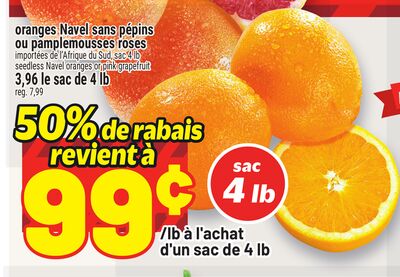 oranges Navel sans pépins
ou pamplemousses roses
importées de l'Afrique du Sud, sac 4 lb
seedless Navel oranges or pink grapefruit
3,96 le sac de 4 lb
reg. 7,99
50% de rabais
revient à
99¢
/lb à l'achat
d'un sac de 4 lb
sac
4 lb